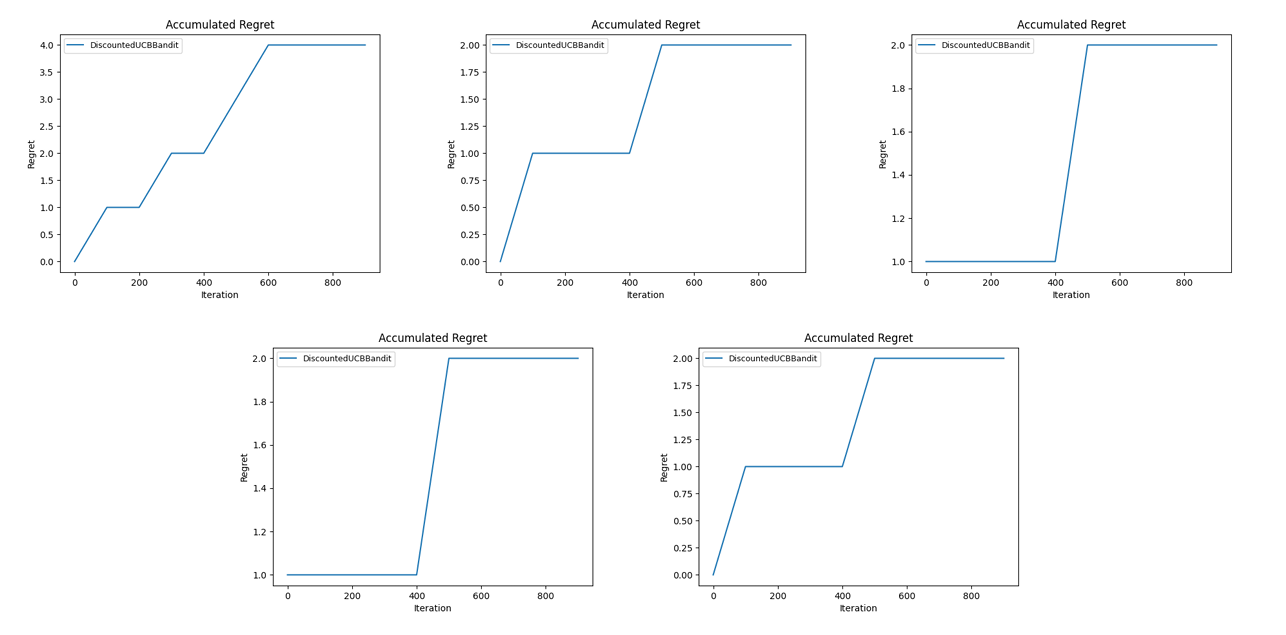 Accumulated Regret
DiscountedUCBBandit
4.0
3.5
3.0
2.5
2.0
1.5
1.0
0.5
0.0
Regret
0 200 400 600 800
Iteration
Accumulated Regret
DiscountedUCBBandit
2.00
1.75
1.50
1.25
1.00
0.75
0.50
0.25
0.00
Regret
0 200 400 600 800
Iteration
Accumulated Regret
DiscountedUCBBandit
2.0
1.8
1.6
1.4
1.2
1.0
Regret
0 200 400 600 800
Iteration
Accumulated Regret
DiscountedUCBBandit
2.0
1.8
1.6
1.4
1.2
1.0
Regret
0 200 400 600 800
Iteration
Accumulated Regret
DiscountedUCBBandit
2.00
1.75
1.50
1.25
1.00
0.75
0.50
0.25
0.00
Regret
0 200 400 600 800
Iteration